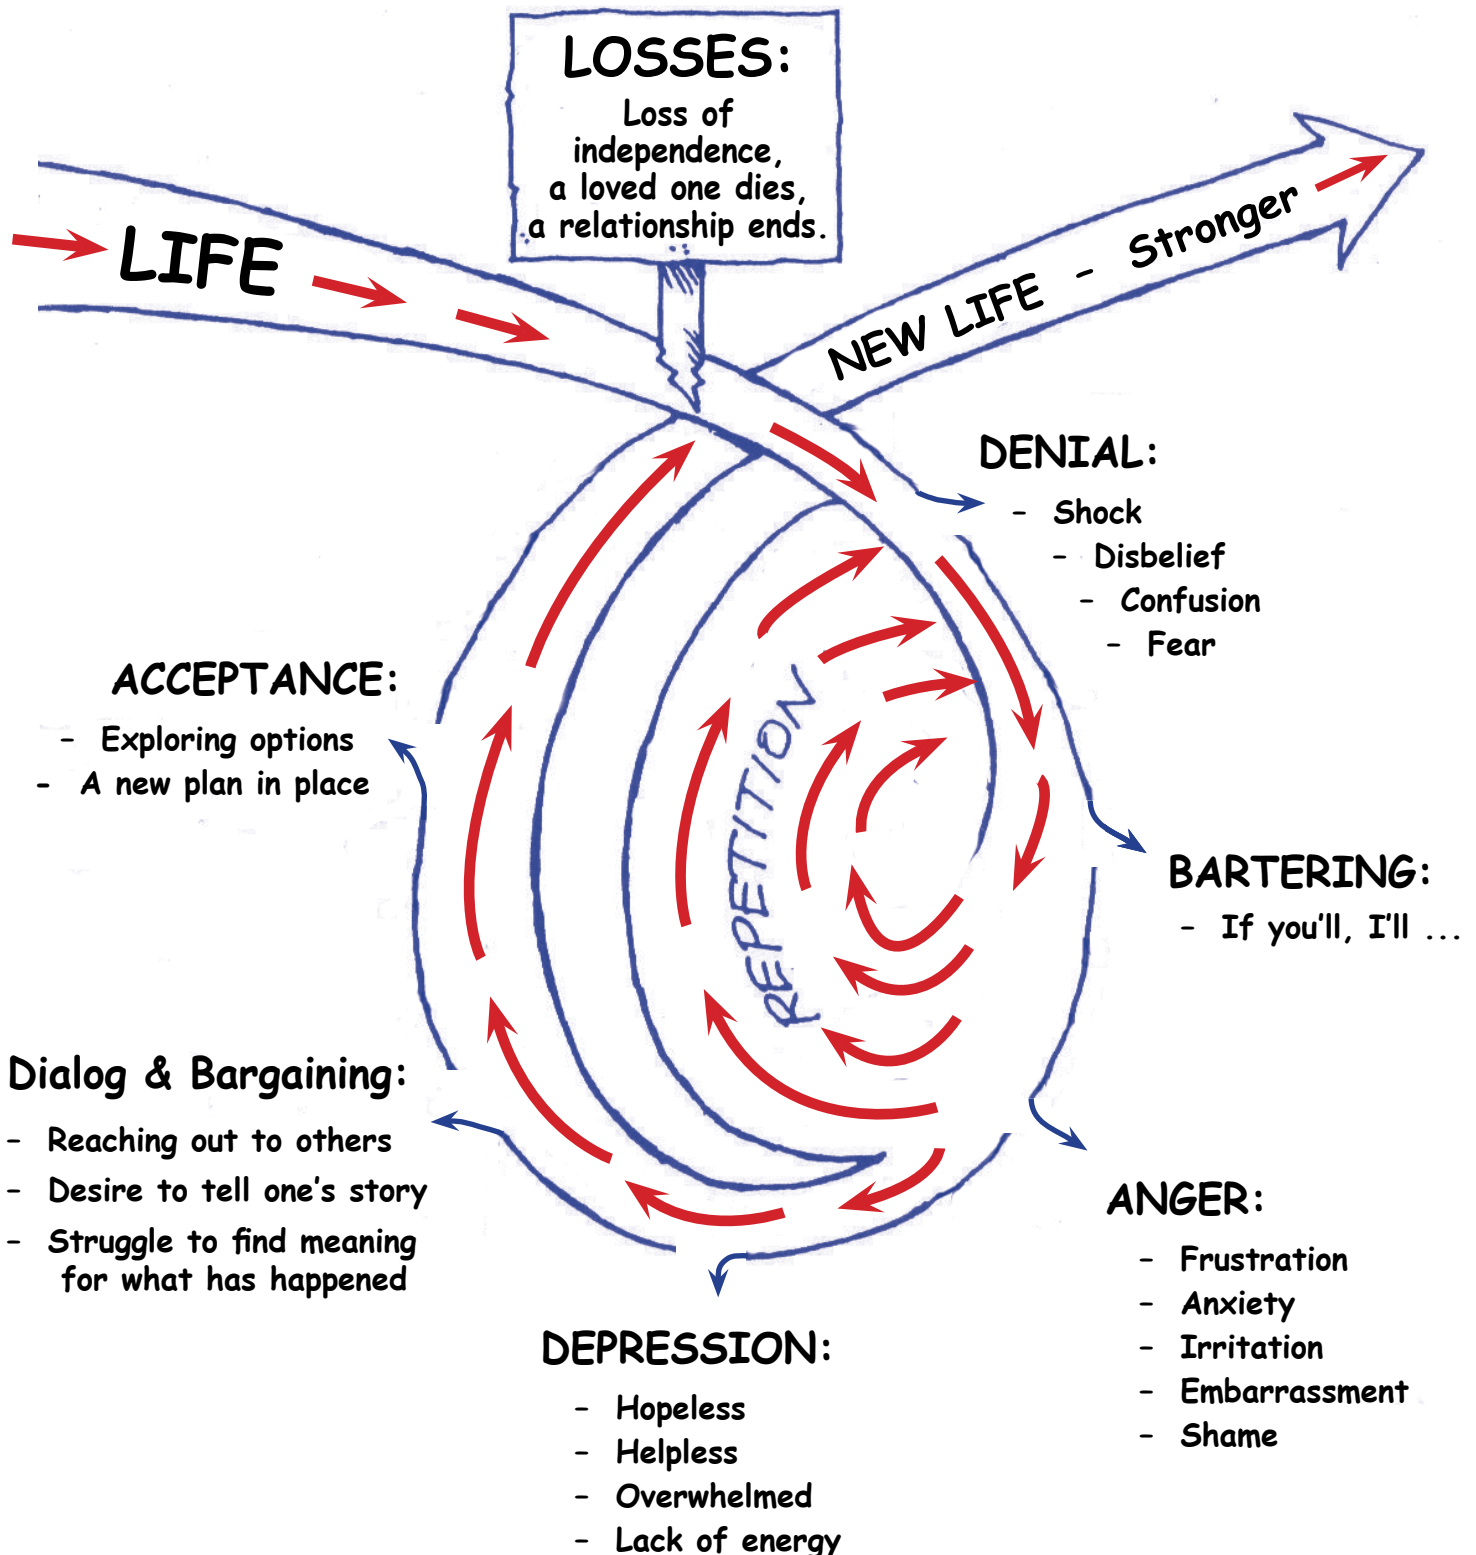 LOSSES:
Loss of
independence,
a loved one dies,
a relationship ends.
LIFE
NEW LIFE - Stronger
DENIAL:
- Shock
- Disbelief
- Confusion
- Fear
BARTERING:
- If you'll, I'll ...
ANGER:
- Frustration
- Anxiety
- Irritation
- Embarrassment
- Shame
DEPRESSION:
- Hopeless
- Helpless
- Overwhelmed
- Lack of energy
Dialog & Bargaining:
- Reaching out to others
- Desire to tell one's story
- Struggle to find meaning
for what has happened
ACCEPTANCE:
- Exploring options
- A new plan in place
REPETITION